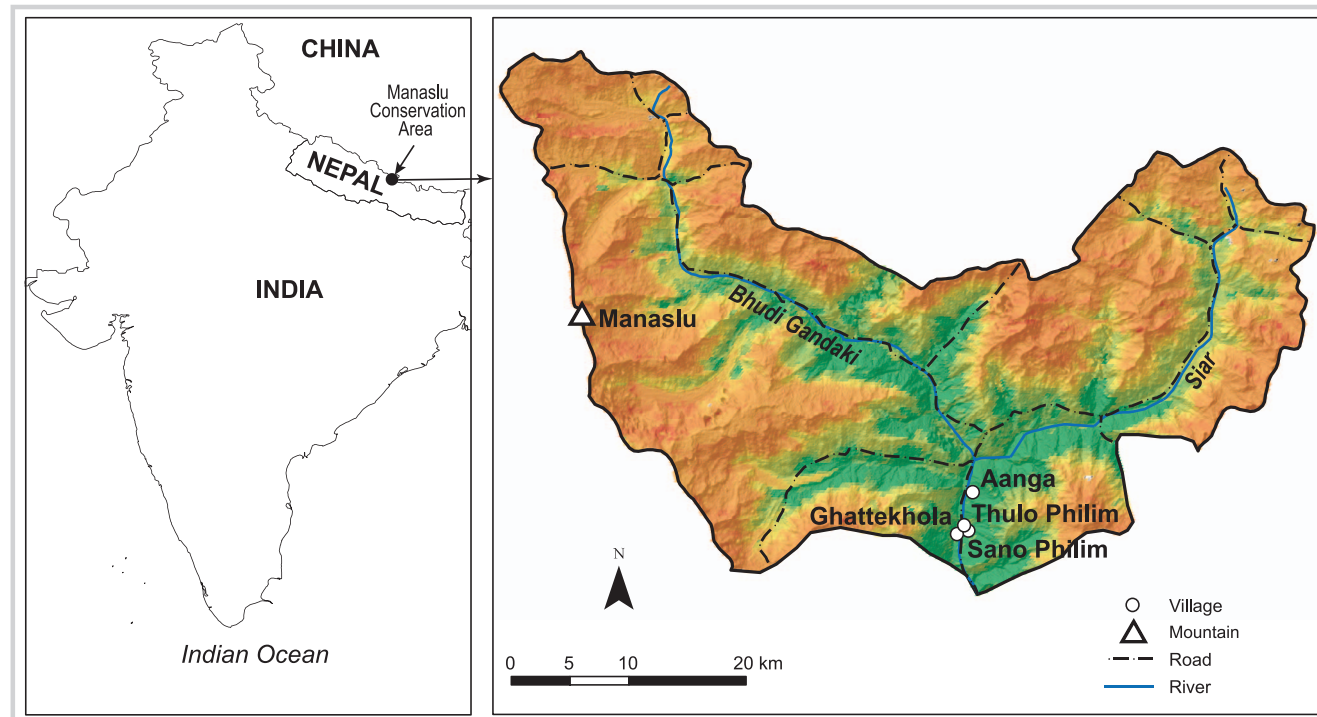 CHINA
Manaslu
Conservation
Area
NEPAL
INDIA
Indian Ocean
Manaslu
Bhudi Gandaki
Siar
Aanga
Ghattekhola
Thulo Philim
Sano Philim
N
0 5 10 20 km
Village
Mountain
Road
River